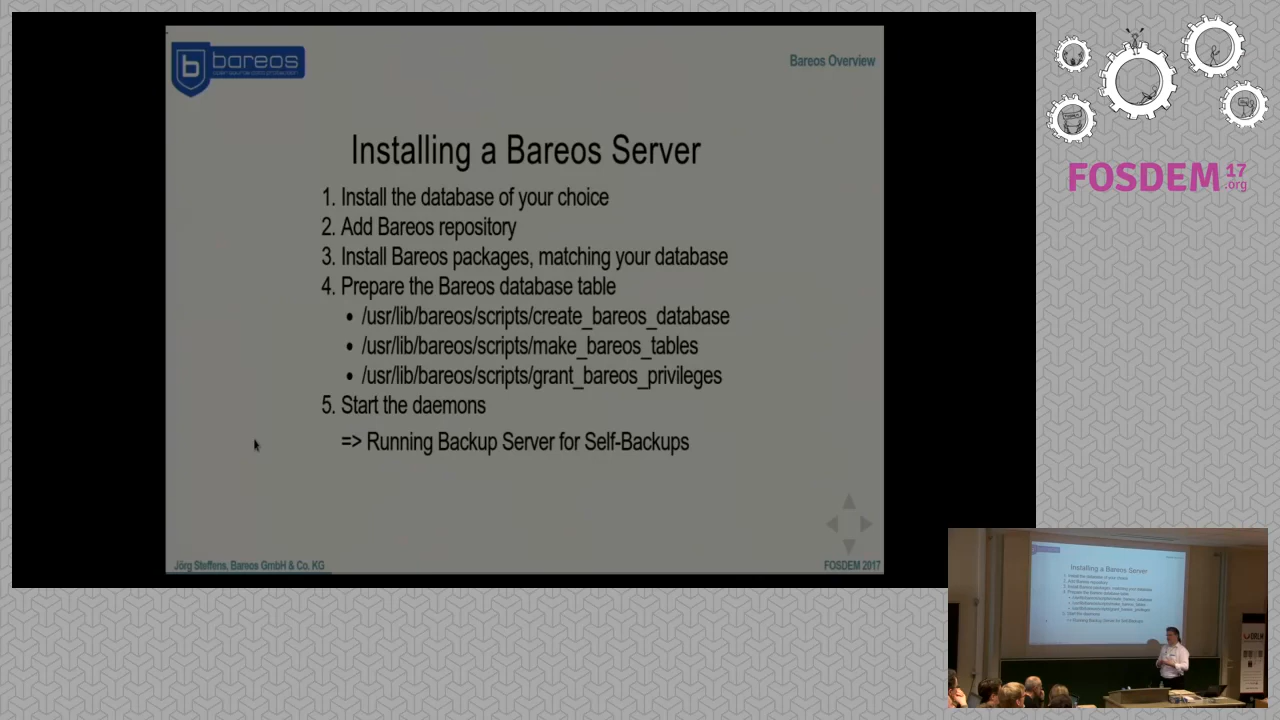 bareos
Bareos Overview
Installing a Bareos Server
1. Install the database of your choice
2. Add Bareos repository
3. Install Bareos packages, matching your database
4. Prepare the Bareos database table
• /usr/lib/bareos/scripts/create_bareos_database
• /usr/lib/bareos/scripts/make_bareos_tables
• /usr/lib/bareos/scripts/grant_bareos_privileges
5. Start the daemons
=> Running Backup Server for Self-Backups
Jörg Steffens, Bareos GmbH & Co. KG
FOSDEM 2017
FOSDEM 17
.org
Installing a Bareos Server